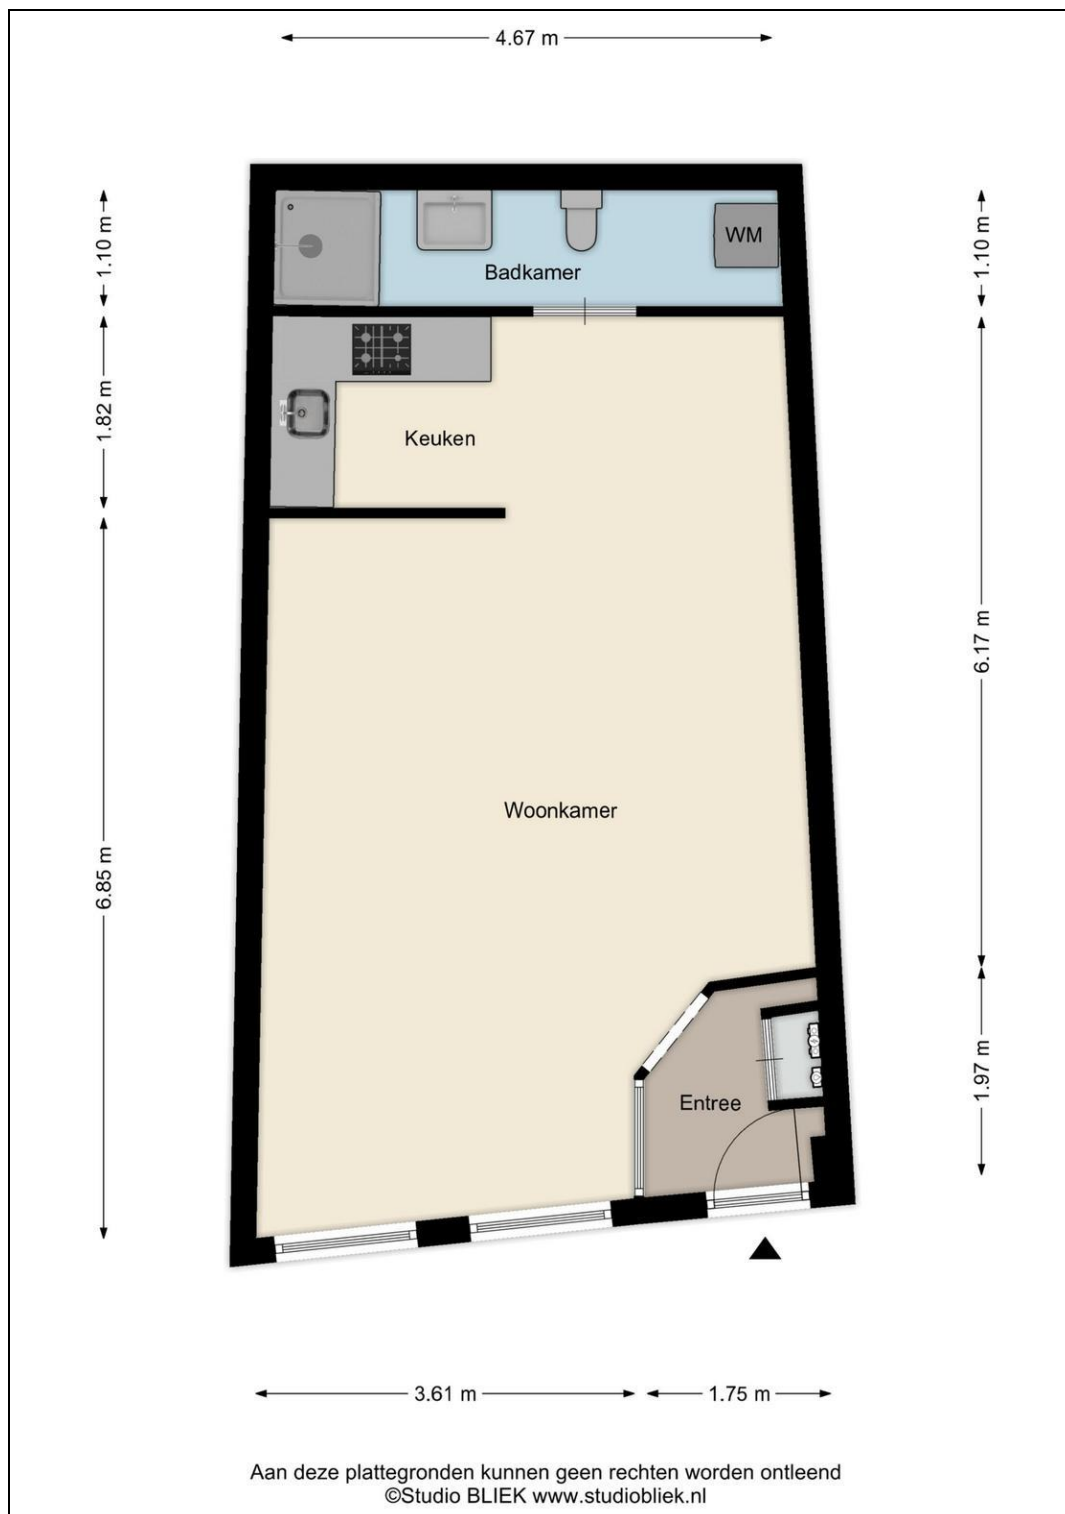 4.67 m
1.10 m
1.10 m
WM
Badkamer
1.82 m
Keuken
6.17 m
Woonkamer
6.85 m
1.97 m
Entree
3.61 m
1.75 m
Aan deze plattegronden kunnen geen rechten worden ontleend
©Studio BLIEK www.studiobliek.nl